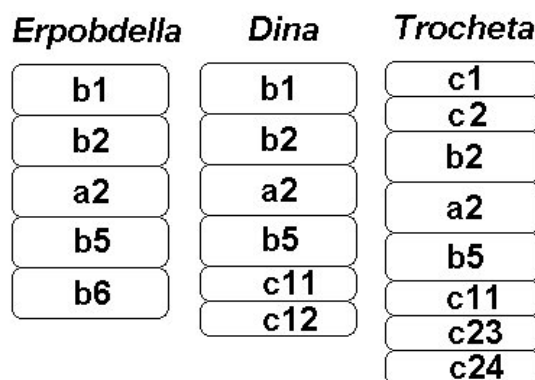 Erpobdella
b1
b2
a2
b5
b6
Dina
b1
b2
a2
b5
c11
c12
Trocheta
c1
c2
b2
a2
b5
c11
c23
c24